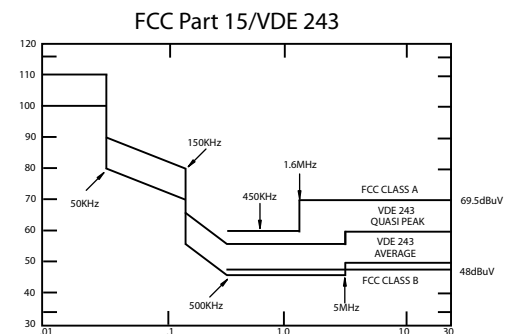 FCC Part 15/VDE 243
120
110
100
90
80
70
60
50
40
30
.01
.1
1.0
10
30
50KHz
150KHz
450KHz
1.6MHz
500KHz
5MHz
FCC CLASS A
VDE 243
QUASI PEAK
VDE 243
AVERAGE
FCC CLASS B
69.5dBuV
48dBuV